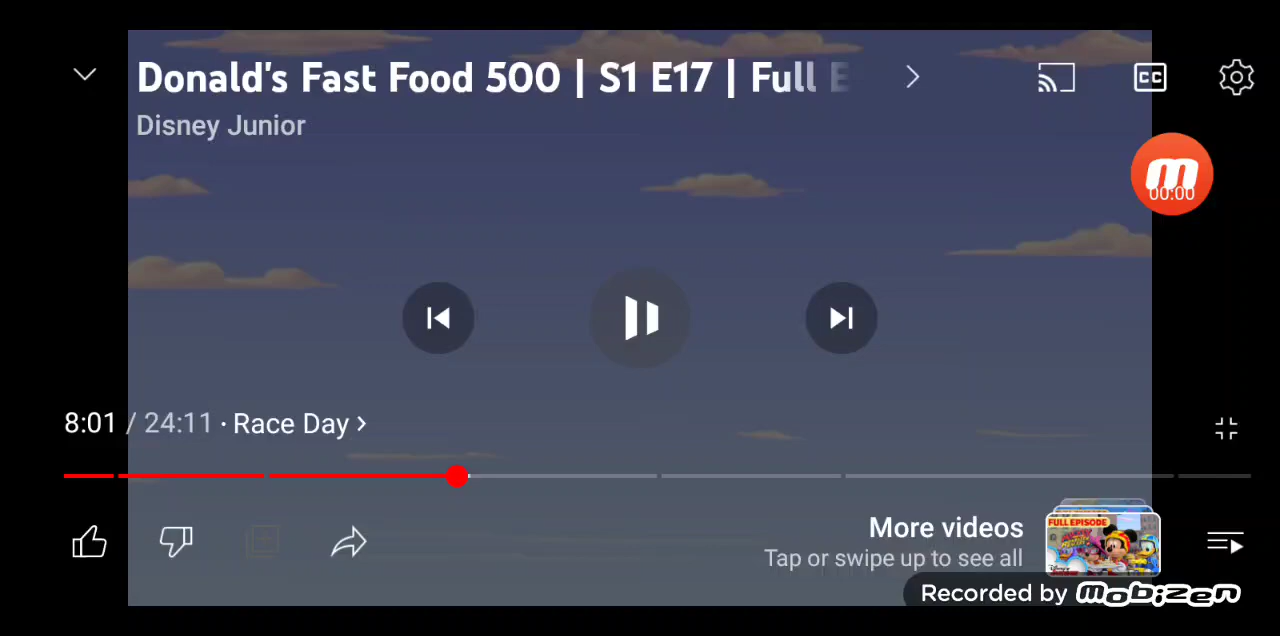 Donald's Fast Food 500 | S1 E17 | Full E
CC
Disney Junior
00:00
8:01 / 24:11 · Race Day
More videos
Tap or swipe up to see all
FULL EPISODE
Recorded by mobizen